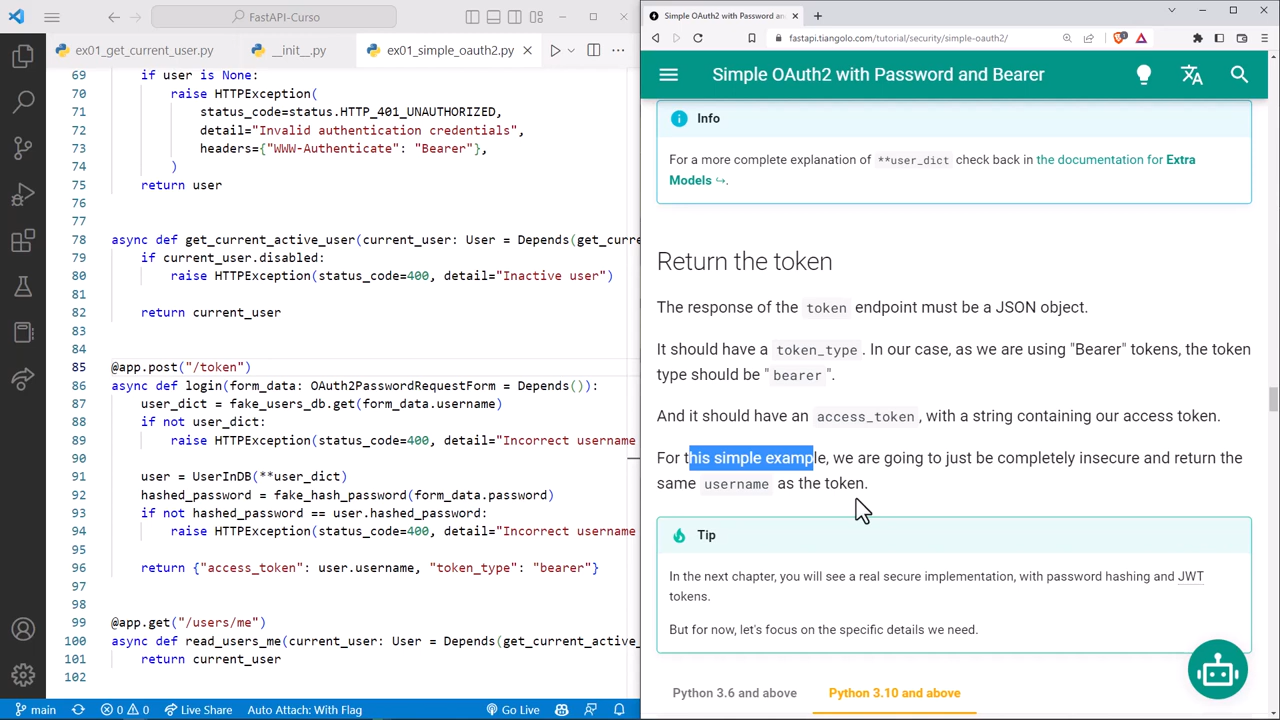 FastAPI-Curso
ex01_get_current_user.py
__init__.py
ex01_simple_oauth2.py
69 if user is None:
70 raise HTTPException(
71 status_code=status.HTTP_401_UNAUTHORIZED,
72 detail="Invalid authentication credentials",
73 headers={"WWW-Authenticate": "Bearer"},
74 )
75 return user
76
77
78 async def get_current_active_user(current_user: User = Depends(get_curre
79 if current_user.disabled:
80 raise HTTPException(status_code=400, detail="Inactive user")
81
82 return current_user
83
84
85 @app.post("/token")
86 async def login(form_data: OAuth2PasswordRequestForm = Depends()):
87 user_dict = fake_users_db.get(form_data.username)
88 if not user_dict:
89 raise HTTPException(status_code=400, detail="Incorrect username
90
91 user = UserInDB(**user_dict)
92 hashed_password = fake_hash_password(form_data.password)
93 if not hashed_password == user.hashed_password:
94 raise HTTPException(status_code=400, detail="Incorrect username
95
96 return {"access_token": user.username, "token_type": "bearer"}
97
98
99 @app.get("/users/me")
100 async def read_users_me(current_user: User = Depends(get_current_active_
101 return current_user
102
main
0
0
Live Share
Auto Attach: With Flag
Go Live
Simple OAuth2 with Password and
fastapi.tiangolo.com/tutorial/security/simple-oauth2/
Simple OAuth2 with Password and Bearer
Info
For a more complete explanation of **user_dict check back in the documentation for Extra
Models ↪.
Return the token
The response of the token endpoint must be a JSON object.
It should have a token_type. In our case, as we are using "Bearer" tokens, the token
type should be "bearer".
And it should have an access_token, with a string containing our access token.
For this simple example, we are going to just be completely insecure and return the
same username as the token.
Tip
In the next chapter, you will see a real secure implementation, with password hashing and JWT
tokens.
But for now, let's focus on the specific details we need.
Python 3.6 and above
Python 3.10 and above